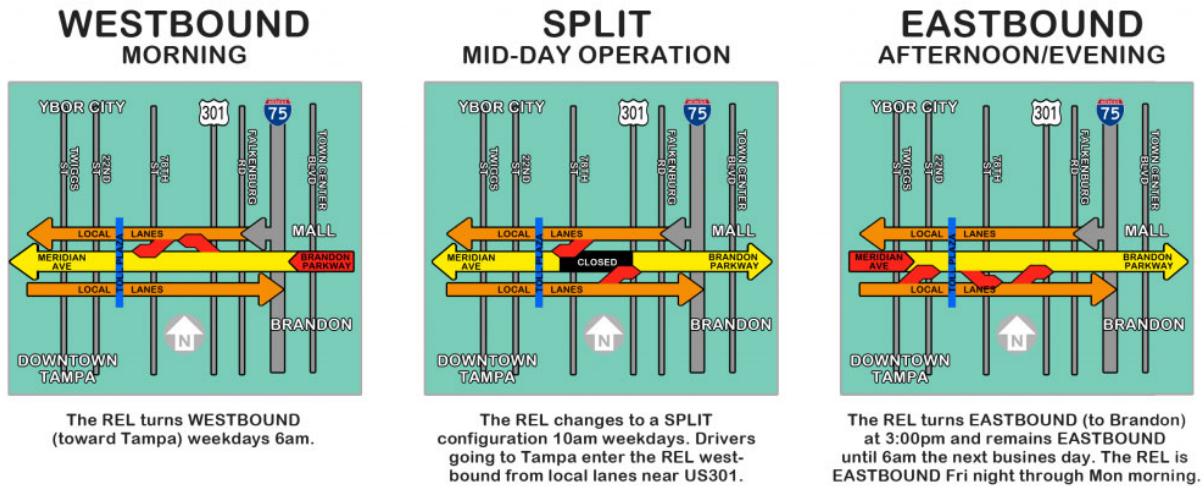 WESTBOUND
MORNING
YBOR CITY
301
75
TWIGGS
ST
22ND
ST
78TH
ST
FALKENBURG
RD
TOWN CENTER
BLVD
LOCAL LANES
MALL
MERIDIAN
AVE
TOLL PLAZA
BRANDON
PARKWAY
LOCAL LANES
BRANDON
N
DOWNTOWN
TAMPA
The REL turns WESTBOUND
(toward Tampa) weekdays 6am.
SPLIT
MID-DAY OPERATION
YBOR CITY
301
75
TWIGGS
ST
22ND
ST
78TH
ST
FALKENBURG
RD
TOWN CENTER
BLVD
LOCAL LANES
MALL
MERIDIAN
AVE
TOLL PLAZA
CLOSED
BRANDON
PARKWAY
LOCAL LANES
BRANDON
N
DOWNTOWN
TAMPA
The REL changes to a SPLIT
configuration 10am weekdays. Drivers
going to Tampa enter the REL west-
bound from local lanes near US301.
EASTBOUND
AFTERNOON/EVENING
YBOR CITY
301
75
TWIGGS
ST
22ND
ST
78TH
ST
FALKENBURG
RD
TOWN CENTER
BLVD
LOCAL LANES
MALL
MERIDIAN
AVE
TOLL PLAZA
BRANDON
PARKWAY
LOCAL LANES
BRANDON
N
DOWNTOWN
TAMPA
The REL turns EASTBOUND (to Brandon)
at 3:00pm and remains EASTBOUND
until 6am the next busines day. The REL is
EASTBOUND Fri night through Mon morning.